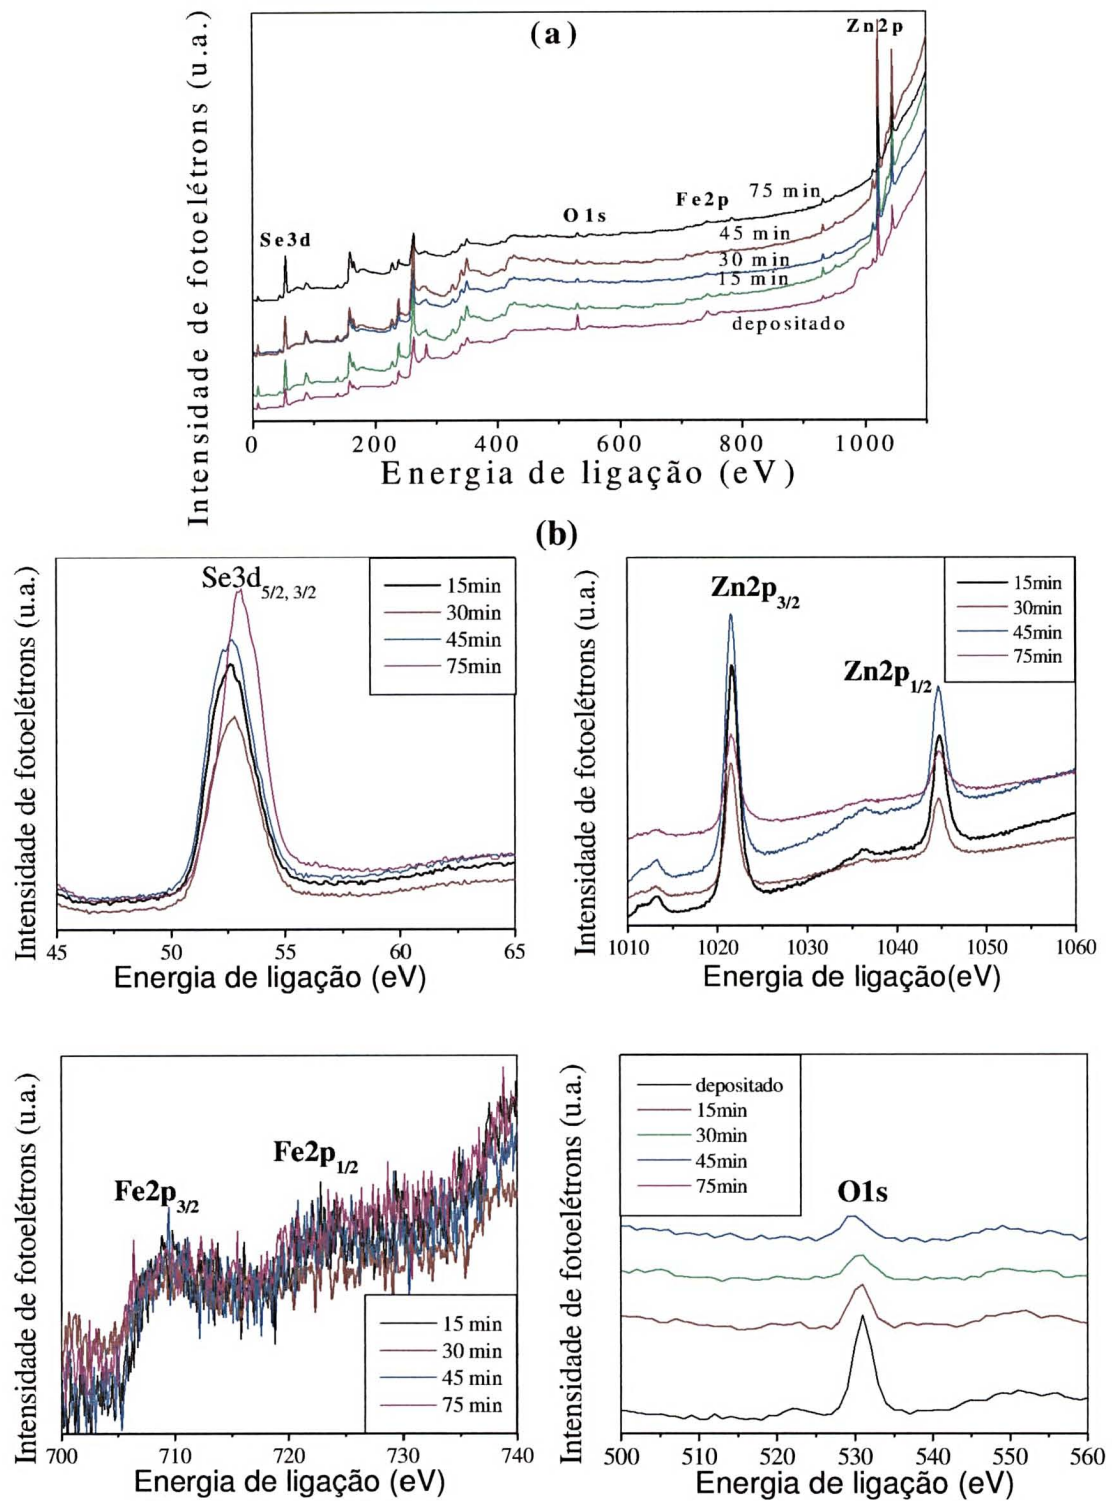 (a)
Intensidade de fotoelétrons (u.a.)
Zn2p
Se3d
O1s
Fe2p
75 min
45 min
30 min
15 min
depositado
0 200 400 600 800 1000
Energia de ligação (eV)
(b)
Intensidade de fotoelétrons (u.a.)
Se3d5/2, 3/2
15min
30min
45min
75min
45 50 55 60 65
Energia de ligação (eV)
Intensidade de fotoelétrons (u.a.)
Zn2p3/2
Zn2p1/2
15min
30min
45min
75min
1010 1020 1030 1040 1050 1060
Energia de ligação(eV)
Intensidade de fotoelétrons (u.a.)
Fe2p3/2
Fe2p1/2
15 min
30 min
45 min
75 min
700 710 720 730 740
Energia de ligação (eV)
Intensidade de fotoelétrons (u.a.)
depositado
15min
30min
45min
75min
O1s
500 510 520 530 540 550 560
Energia de ligação (eV)